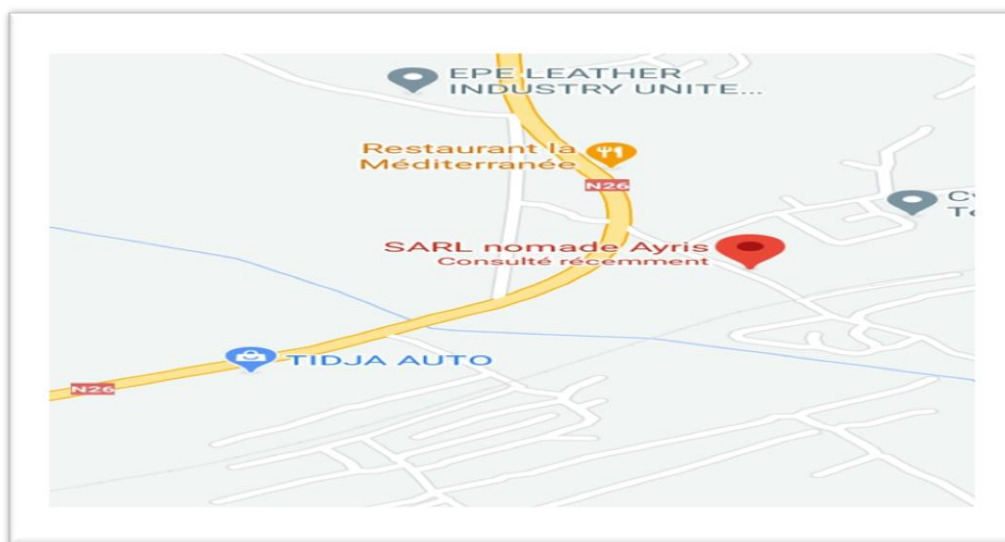 EPE LEATHER
INDUSTRY UNITE...
Restaurant la
Méditerranée
N26
SARL nomade Ayris
Consulté récemment
TIDJA AUTO
N26